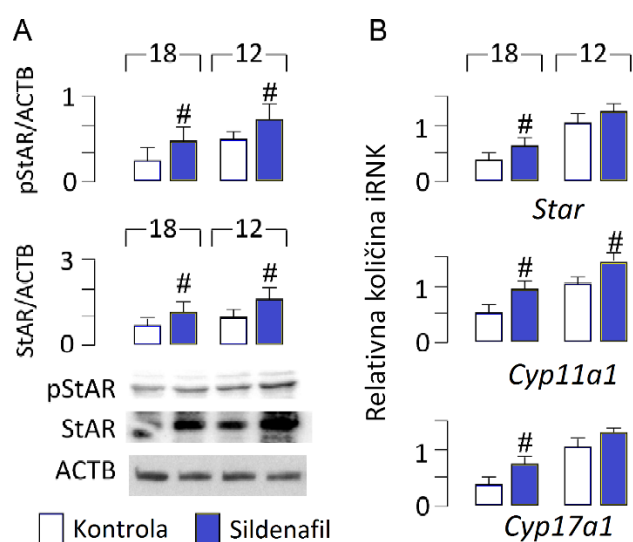 A
18 12
# #
pStAR/ACTB
1
0
18 12
# #
StAR/ACTB
3
0
pStAR
StAR
ACTB
Kontrola Sildenafil
B
18 12
Relativna količina iRNK
#
1
0
Star
# #
1
0
Cyp11a1
#
1
0
Cyp17a1